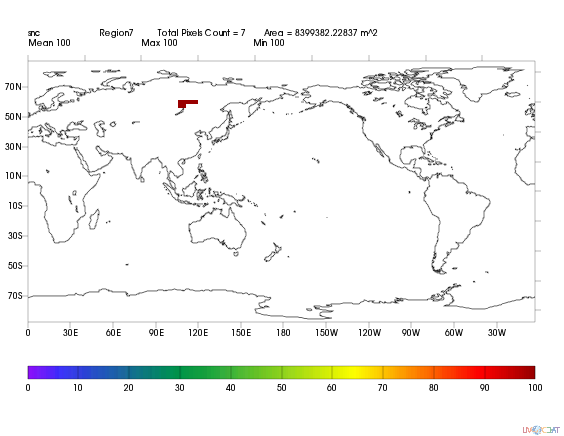 snc Region7 Total Pixels Count = 7 Area = 8399382.22837 m^2
Mean 100 Max 100 Min 100
70N
50N
30N
10N
10S
30S
50S
70S
0 30E 60E 90E 120E 150E 180 150W 120W 90W 60W 30W
0 10 20 30 40 50 60 70 80 90 100